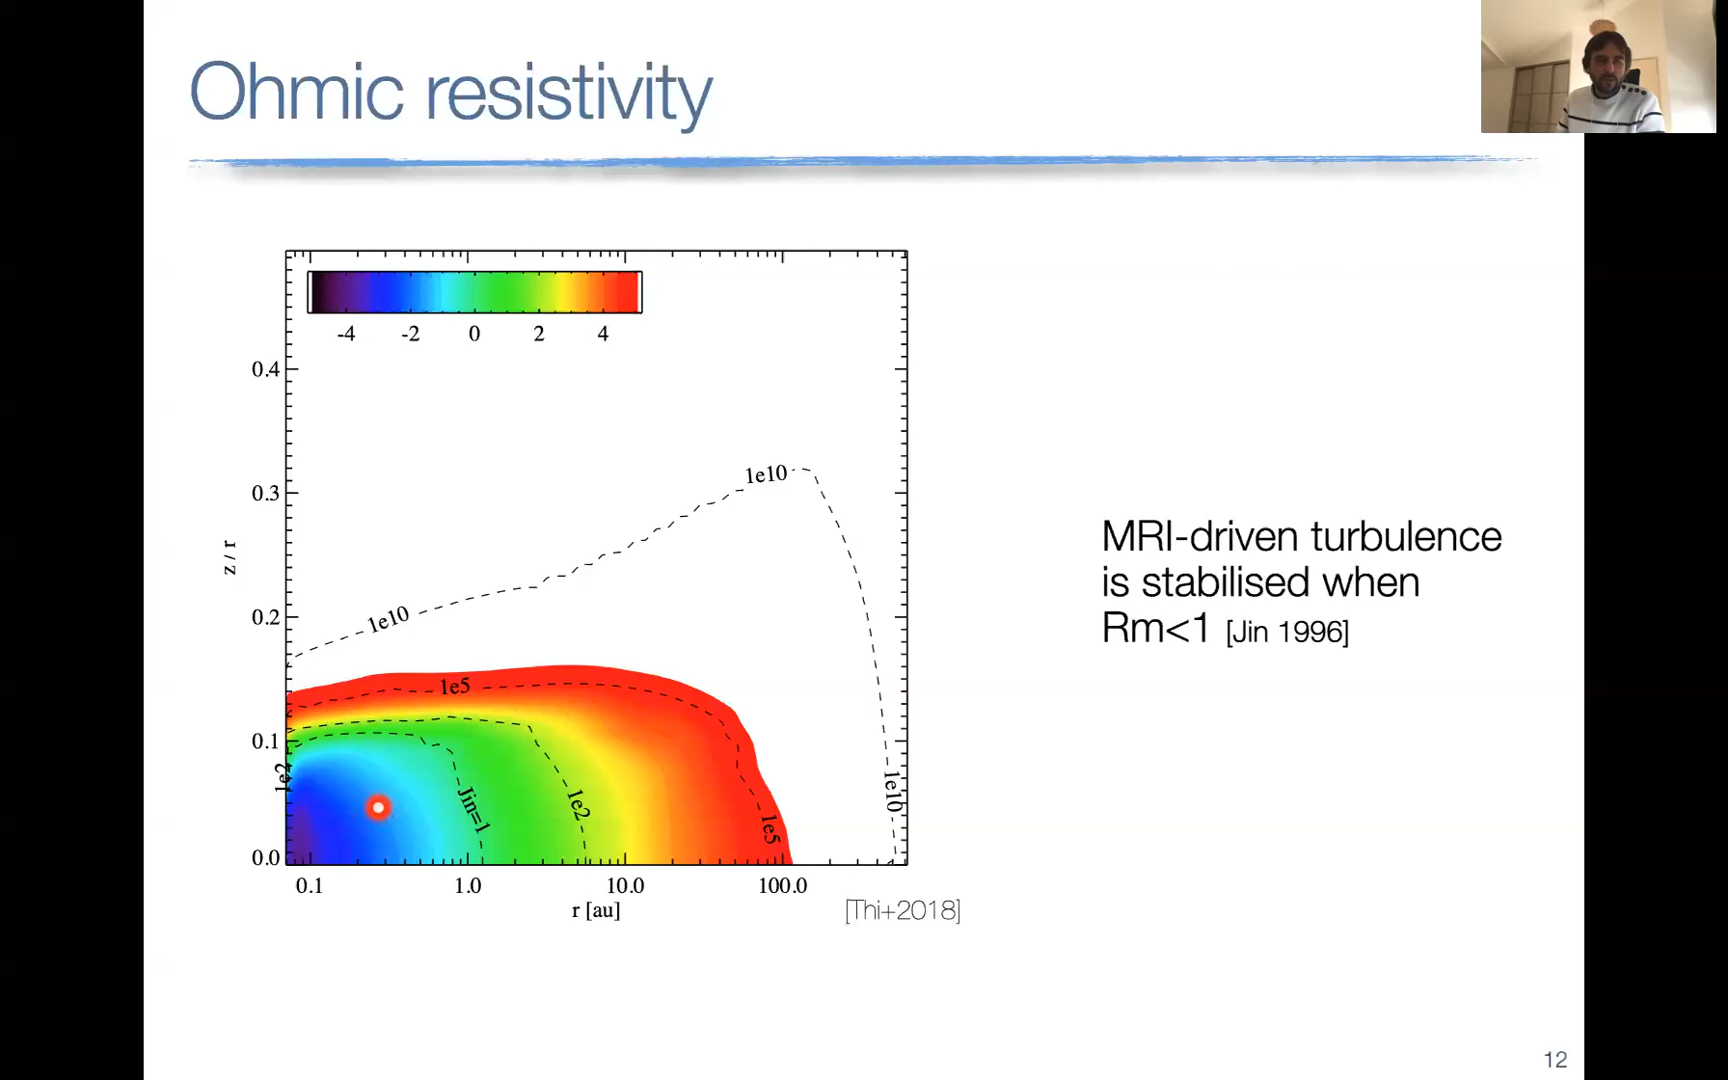 Ohmic resistivity
-4 -2 0 2 4
0.4
0.3
0.2
0.1
0.0
z / r
1e10
1e10
1e10
1e5
1e5
1e2
1e2
Jin=1
0.1 1.0 10.0 100.0
r [au]
[Thi+2018]
MRI-driven turbulence
is stabilised when
Rm<1 [Jin 1996]
12